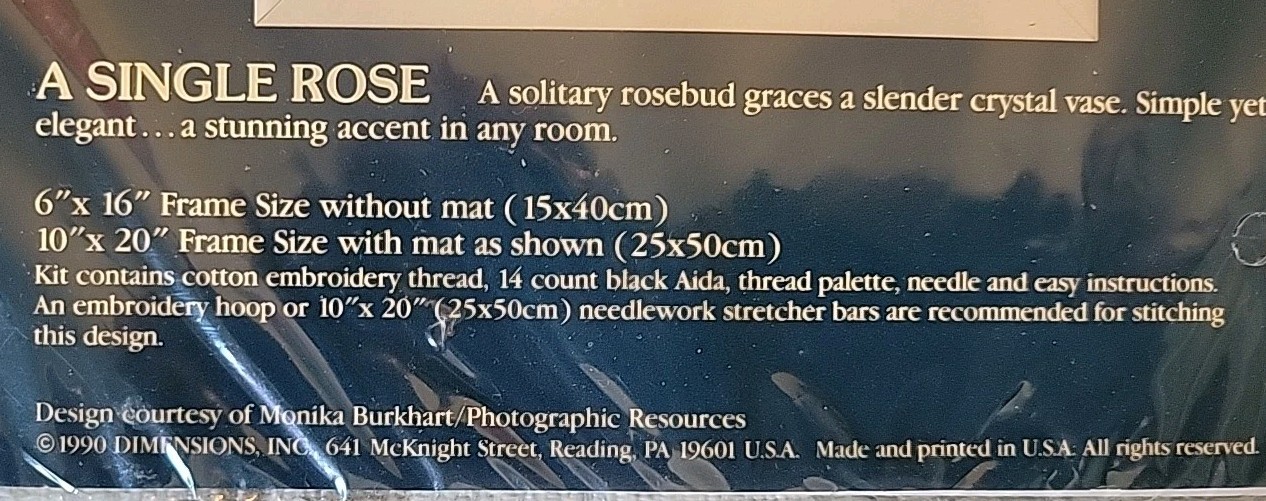 A SINGLE ROSE A solitary rosebud graces a slender crystal vase. Simple yet
elegant...a stunning accent in any room.
6"x 16" Frame Size without mat (15x40cm)
10"x 20" Frame Size with mat as shown (25x50cm)
Kit contains cotton embroidery thread, 14 count black Aida, thread palette, needle and easy instructions.
An embroidery hoop or 10"x 20" (25x50cm) needlework stretcher bars are recommended for stitching
this design.
Design courtesy of Monika Burkhart/Photographic Resources
©1990 DIMENSIONS, INC. 641 McKnight Street, Reading, PA 19601 U.S.A. Made and printed in U.S.A. All rights reserved.